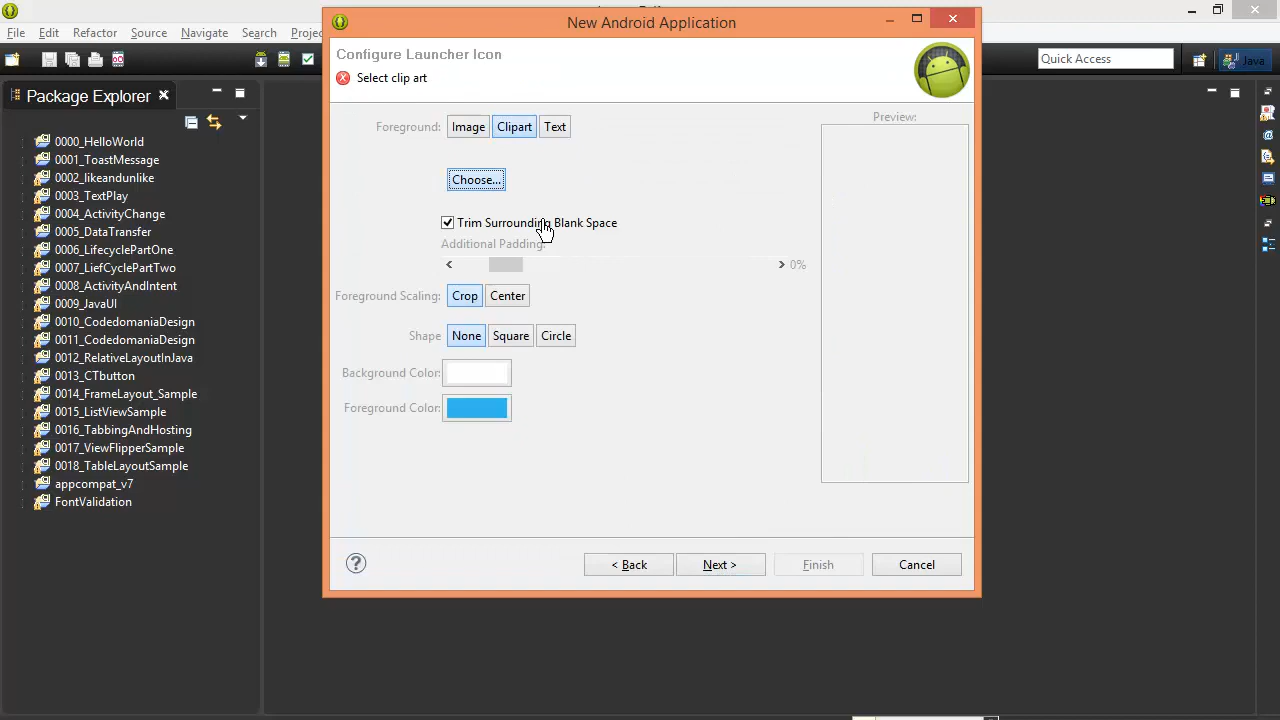 New Android Application
File Edit Refactor Source Navigate Search Projec
Quick Access
Java
Package Explorer
0000_HelloWorld
0001_ToastMessage
0002_likeandunlike
0003_TextPlay
0004_ActivityChange
0005_DataTransfer
0006_LifecyclePartOne
0007_LiefCyclePartTwo
0008_ActivityAndIntent
0009_JavaUI
0010_CodedomaniaDesign
0011_CodedomaniaDesign
0012_RelativeLayoutInJava
0013_CTbutton
0014_FrameLayout_Sample
0015_ListViewSample
0016_TabbingAndHosting
0017_ViewFlipperSample
0018_TableLayoutSample
appcompat_v7
FontValidation
Configure Launcher Icon
Select clip art
Foreground: Image Clipart Text
Choose...
Trim Surrounding Blank Space
Additional Padding:
< > 0%
Foreground Scaling: Crop Center
Shape None Square Circle
Background Color:
Foreground Color:
Preview:
?
< Back Next > Finish Cancel